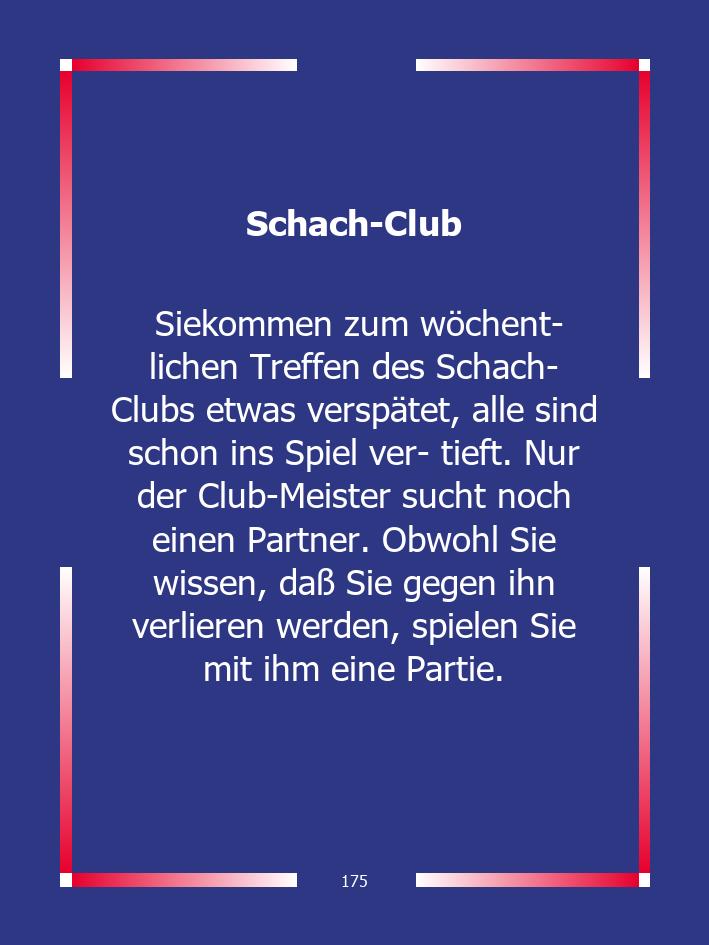 Schach-Club
Siekommen zum wöchent-
lichen Treffen des Schach-
Clubs etwas verspätet, alle sind
schon ins Spiel ver- tieft. Nur
der Club-Meister sucht noch
einen Partner. Obwohl Sie
wissen, daß Sie gegen ihn
verlieren werden, spielen Sie
mit ihm eine Partie.
175